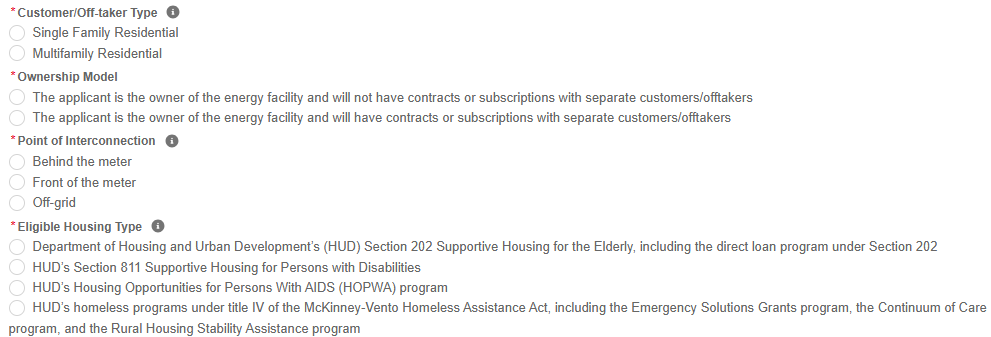 *Customer/Off-taker Type
Single Family Residential
Multifamily Residential
*Ownership Model
The applicant is the owner of the energy facility and will not have contracts or subscriptions with separate customers/offtakers
The applicant is the owner of the energy facility and will have contracts or subscriptions with separate customers/offtakers
*Point of Interconnection
Behind the meter
Front of the meter
Off-grid
*Eligible Housing Type
Department of Housing and Urban Development's (HUD) Section 202 Supportive Housing for the Elderly, including the direct loan program under Section 202
HUD's Section 811 Supportive Housing for Persons with Disabilities
HUD's Housing Opportunities for Persons With AIDS (HOPWA) program
HUD's homeless programs under title IV of the McKinney-Vento Homeless Assistance Act, including the Emergency Solutions Grants program, the Continuum of Care
program, and the Rural Housing Stability Assistance program